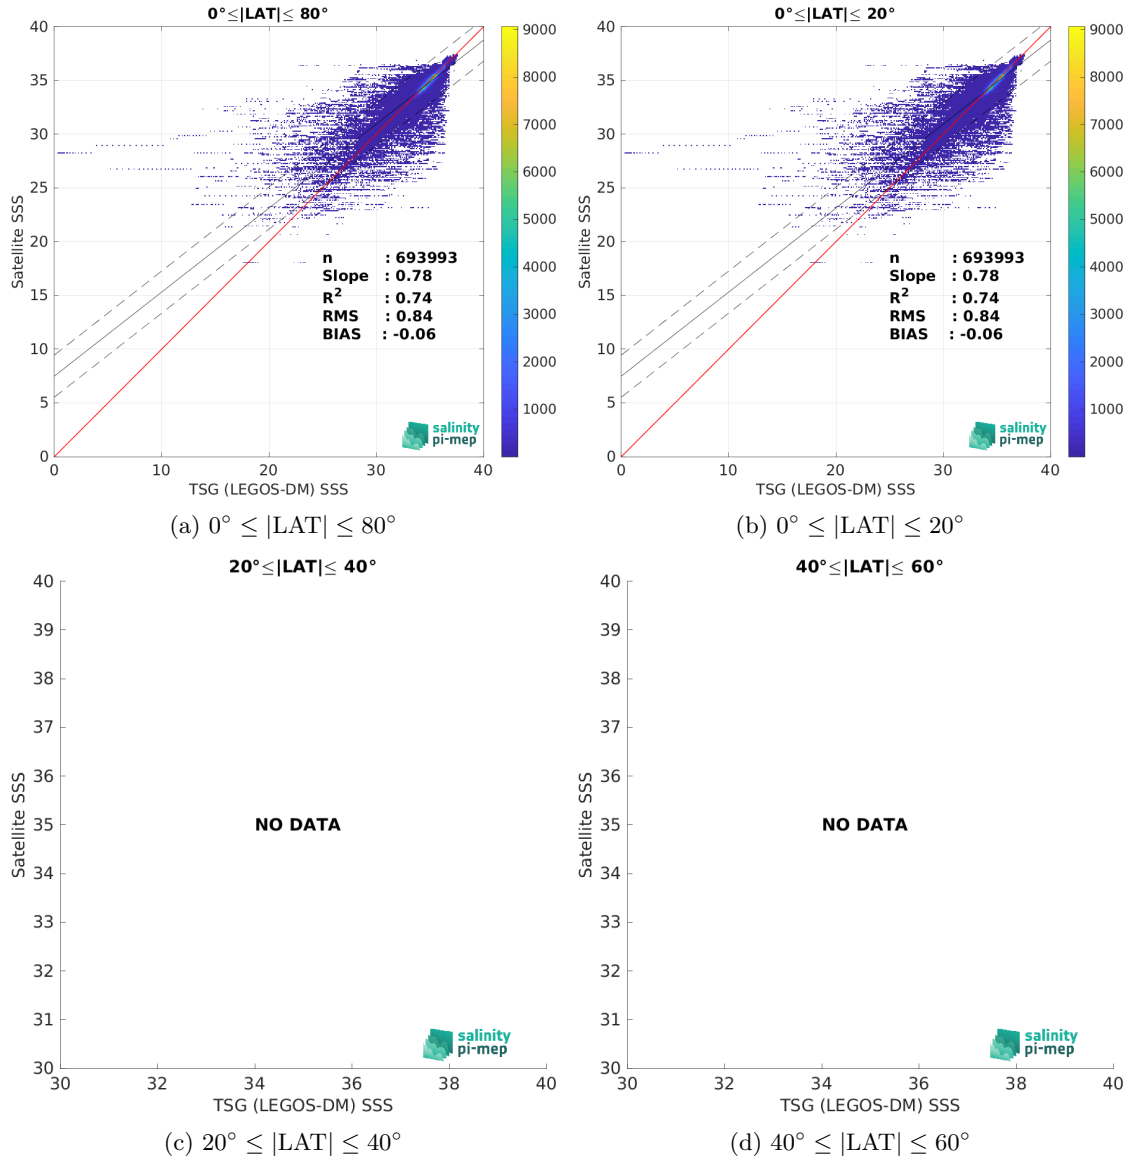 0°≤|LAT|≤ 80°
40
35
30
25
20
15
10
5
0
0
10
20
30
40
Satellite SSS
TSG (LEGOS-DM) SSS
n : 693993
Slope : 0.78
R² : 0.74
RMS : 0.84
BIAS : -0.06
salinity
pi-mep
9000
8000
7000
6000
5000
4000
3000
2000
1000
(a) 0° ≤ |LAT| ≤ 80°
0°≤|LAT|≤ 20°
40
35
30
25
20
15
10
5
0
0
10
20
30
40
Satellite SSS
TSG (LEGOS-DM) SSS
n : 693993
Slope : 0.78
R² : 0.74
RMS : 0.84
BIAS : -0.06
salinity
pi-mep
9000
8000
7000
6000
5000
4000
3000
2000
1000
(b) 0° ≤ |LAT| ≤ 20°
20°≤|LAT|≤ 40°
40
39
38
37
36
35
34
33
32
31
30
30
32
34
36
38
40
Satellite SSS
NO DATA
salinity
pi-mep
TSG (LEGOS-DM) SSS
(c) 20° ≤ |LAT| ≤ 40°
40°≤|LAT|≤ 60°
40
39
38
37
36
35
34
33
32
31
30
30
32
34
36
38
40
Satellite SSS
NO DATA
salinity
pi-mep
TSG (LEGOS-DM) SSS
(d) 40° ≤ |LAT| ≤ 60°